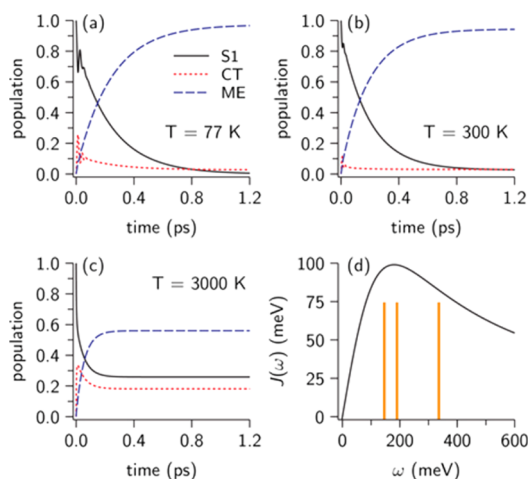 (a)
1.0
0.8
0.6
0.4
0.2
0.0
population
S1
CT
ME
T = 77 K
0.0 0.4 0.8 1.2
time (ps)
(b)
1.0
0.8
0.6
0.4
0.2
0.0
population
T = 300 K
0.0 0.4 0.8 1.2
time (ps)
(c)
1.0
0.8
0.6
0.4
0.2
0.0
population
T = 3000 K
0.0 0.4 0.8 1.2
time (ps)
(d)
100
75
50
25
0
J(ω) (meV)
0 200 400 600
ω (meV)